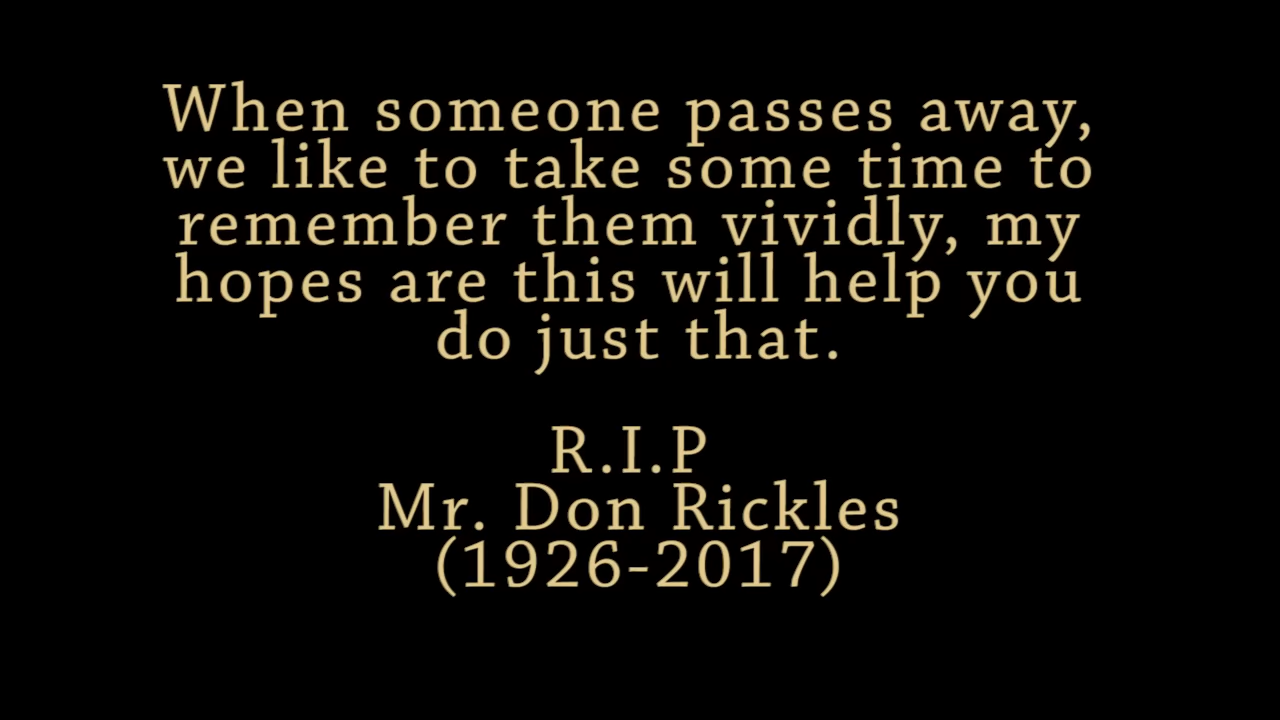 When someone passes away,
we like to take some time to
remember them vividly, my
hopes are this will help you
do just that.
R.I.P
Mr. Don Rickles
(1926-2017)